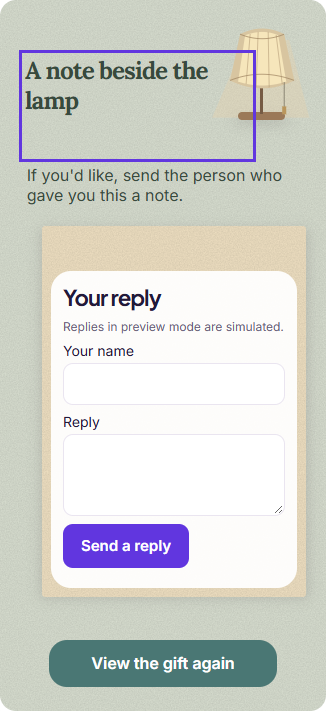 A note beside the
lamp
If you'd like, send the person who
gave you this a note.
Your reply
Replies in preview mode are simulated.
Your name
Reply
Send a reply
View the gift again